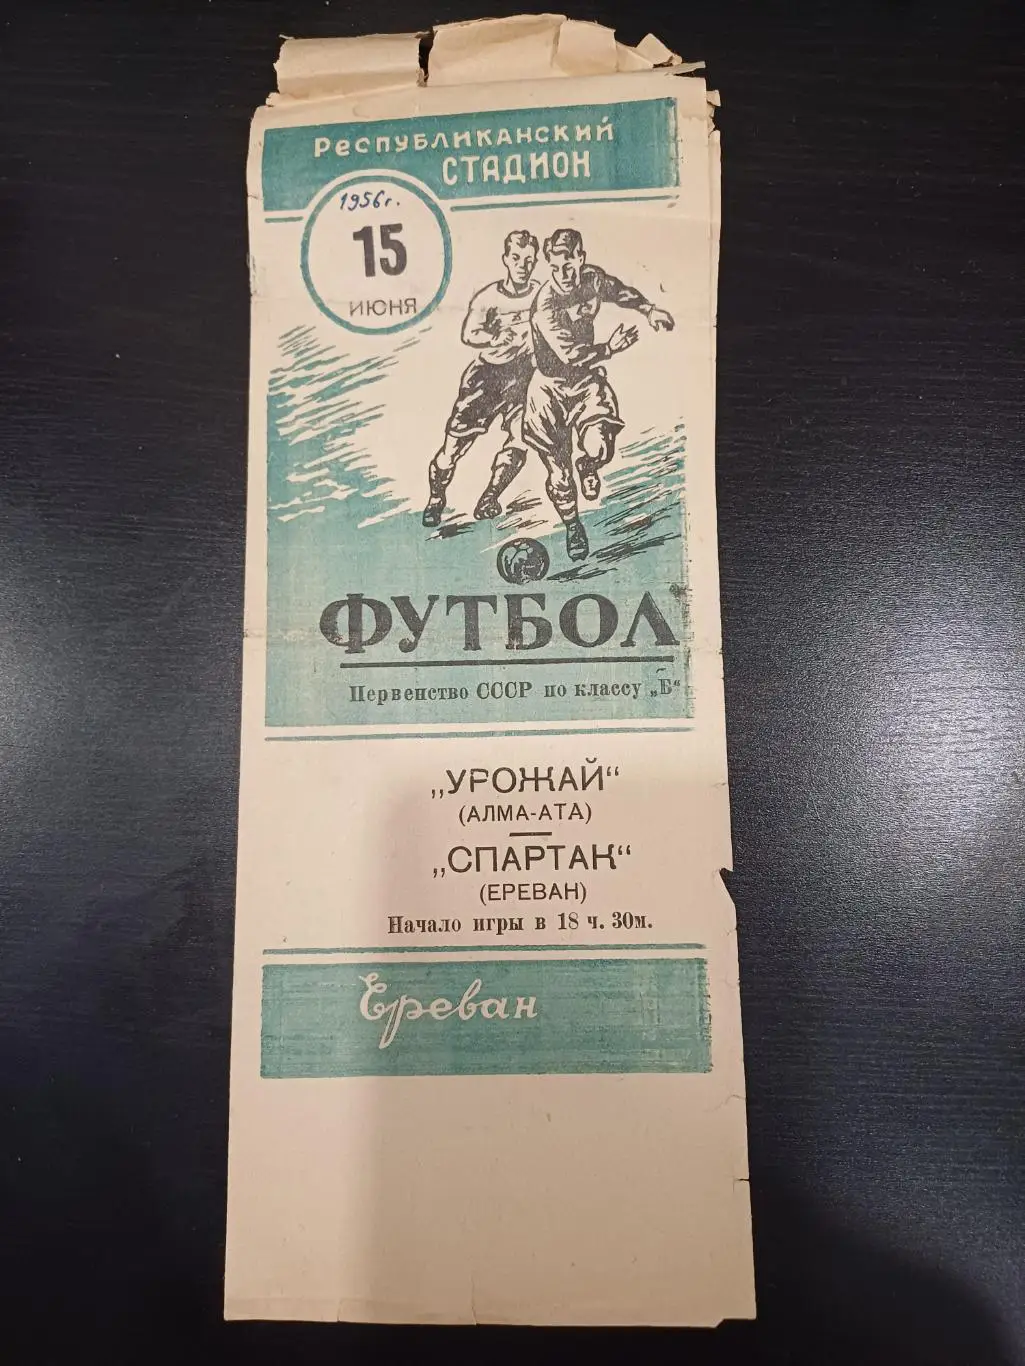 Республиканский
СТАДИОН
1956г.
15
ИЮНЯ
ФУТБОЛ
Первенство СССР по классу „Б“
„УРОЖАЙ“
(АЛМА-АТА)
„СПАРТАК“
(ЕРЕВАН)
Начало игры в 18 ч. 30м.
Ереван